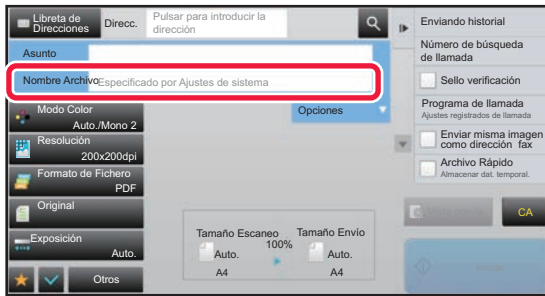 Libreta de
Direcciones
Direcc.
Pulsar para introducir la
dirección
Asunto
Nombre Archivo
Especificado por Ajustes de sistema
Modo Color
Auto./Mono 2
Resolución
200x200dpi
Formato de Fichero
PDF
Original
Exposición
Auto.
Otros
Opciones
Tamaño Escaneo
Tamaño Envío
100%
Auto.
Auto.
A4
A4
Enviando historial
Número de búsqueda
de llamada
Sello verificación
Programa de llamada
Ajustes registrados de llamada
Enviar misma imagen
como dirección fax
Archivo Rápido
Almacenar dat. temporal.
CA